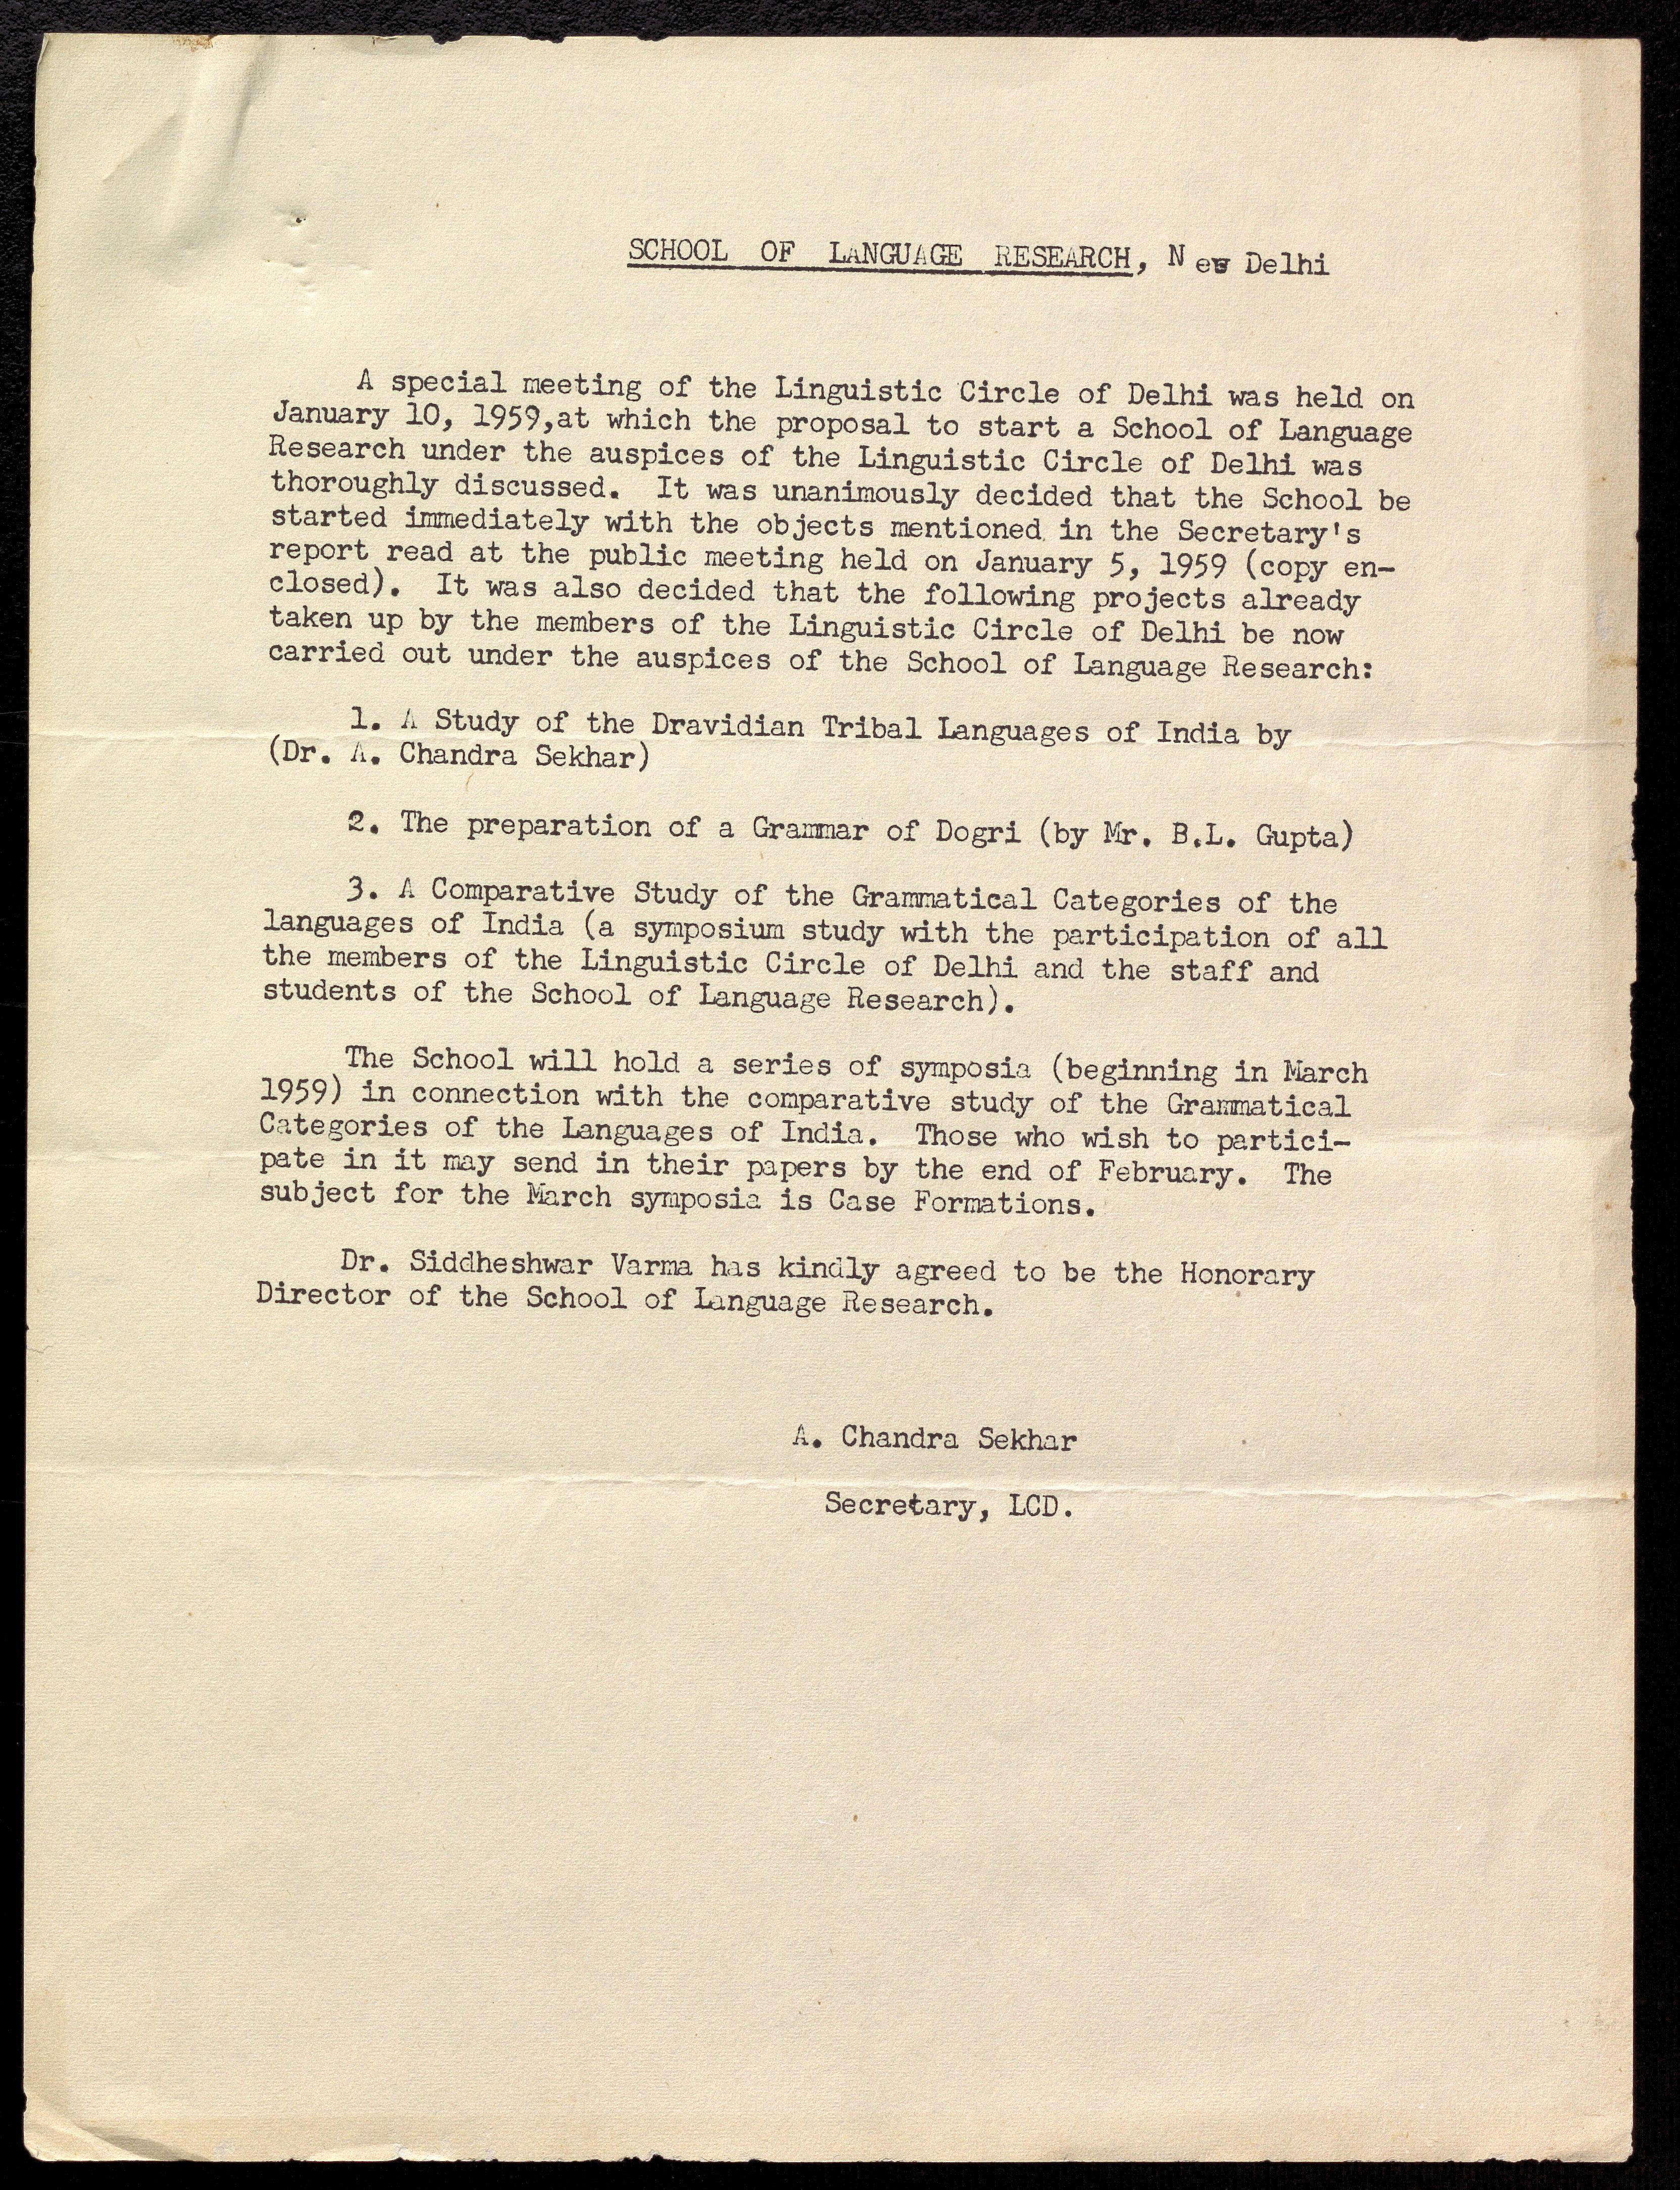 SCHOOL OF LANGUAGE RESEARCH, New Delhi
A special meeting of the Linguistic Circle of Delhi was held on
January 10, 1959,at which the proposal to start a School of Language
Research under the auspices of the Linguistic Circle of Delhi was
thoroughly discussed. It was unanimously decided that the School be
started immediately with the objects mentioned in the Secretary's
report read at the public meeting held on January 5, 1959 (copy en-
closed). It was also decided that the following projects already
taken up by the members of the Linguistic Circle of Delhi be now
carried out under the auspices of the School of Language Research:
1. A Study of the Dravidian Tribal Languages of India by
(Dr. A. Chandra Sekhar)
2. The preparation of a Grammar of Dogri (by Mr. B.L. Gupta)
3. A Comparative Study of the Grammatical Categories of the
languages of India (a symposium study with the participation of all
the members of the Linguistic Circle of Delhi and the staff and
students of the School of Language Research).
The School will hold a series of symposia (beginning in March
1959) in connection with the comparative study of the Grammatical
Categories of the Languages of India. Those who wish to partici-
pate in it may send in their papers by the end of February. The
subject for the March symposia is Case Formations.
Dr. Siddheshwar Varma has kindly agreed to be the Honorary
Director of the School of Language Research.
A. Chandra Sekhar
Secretary, LCD.